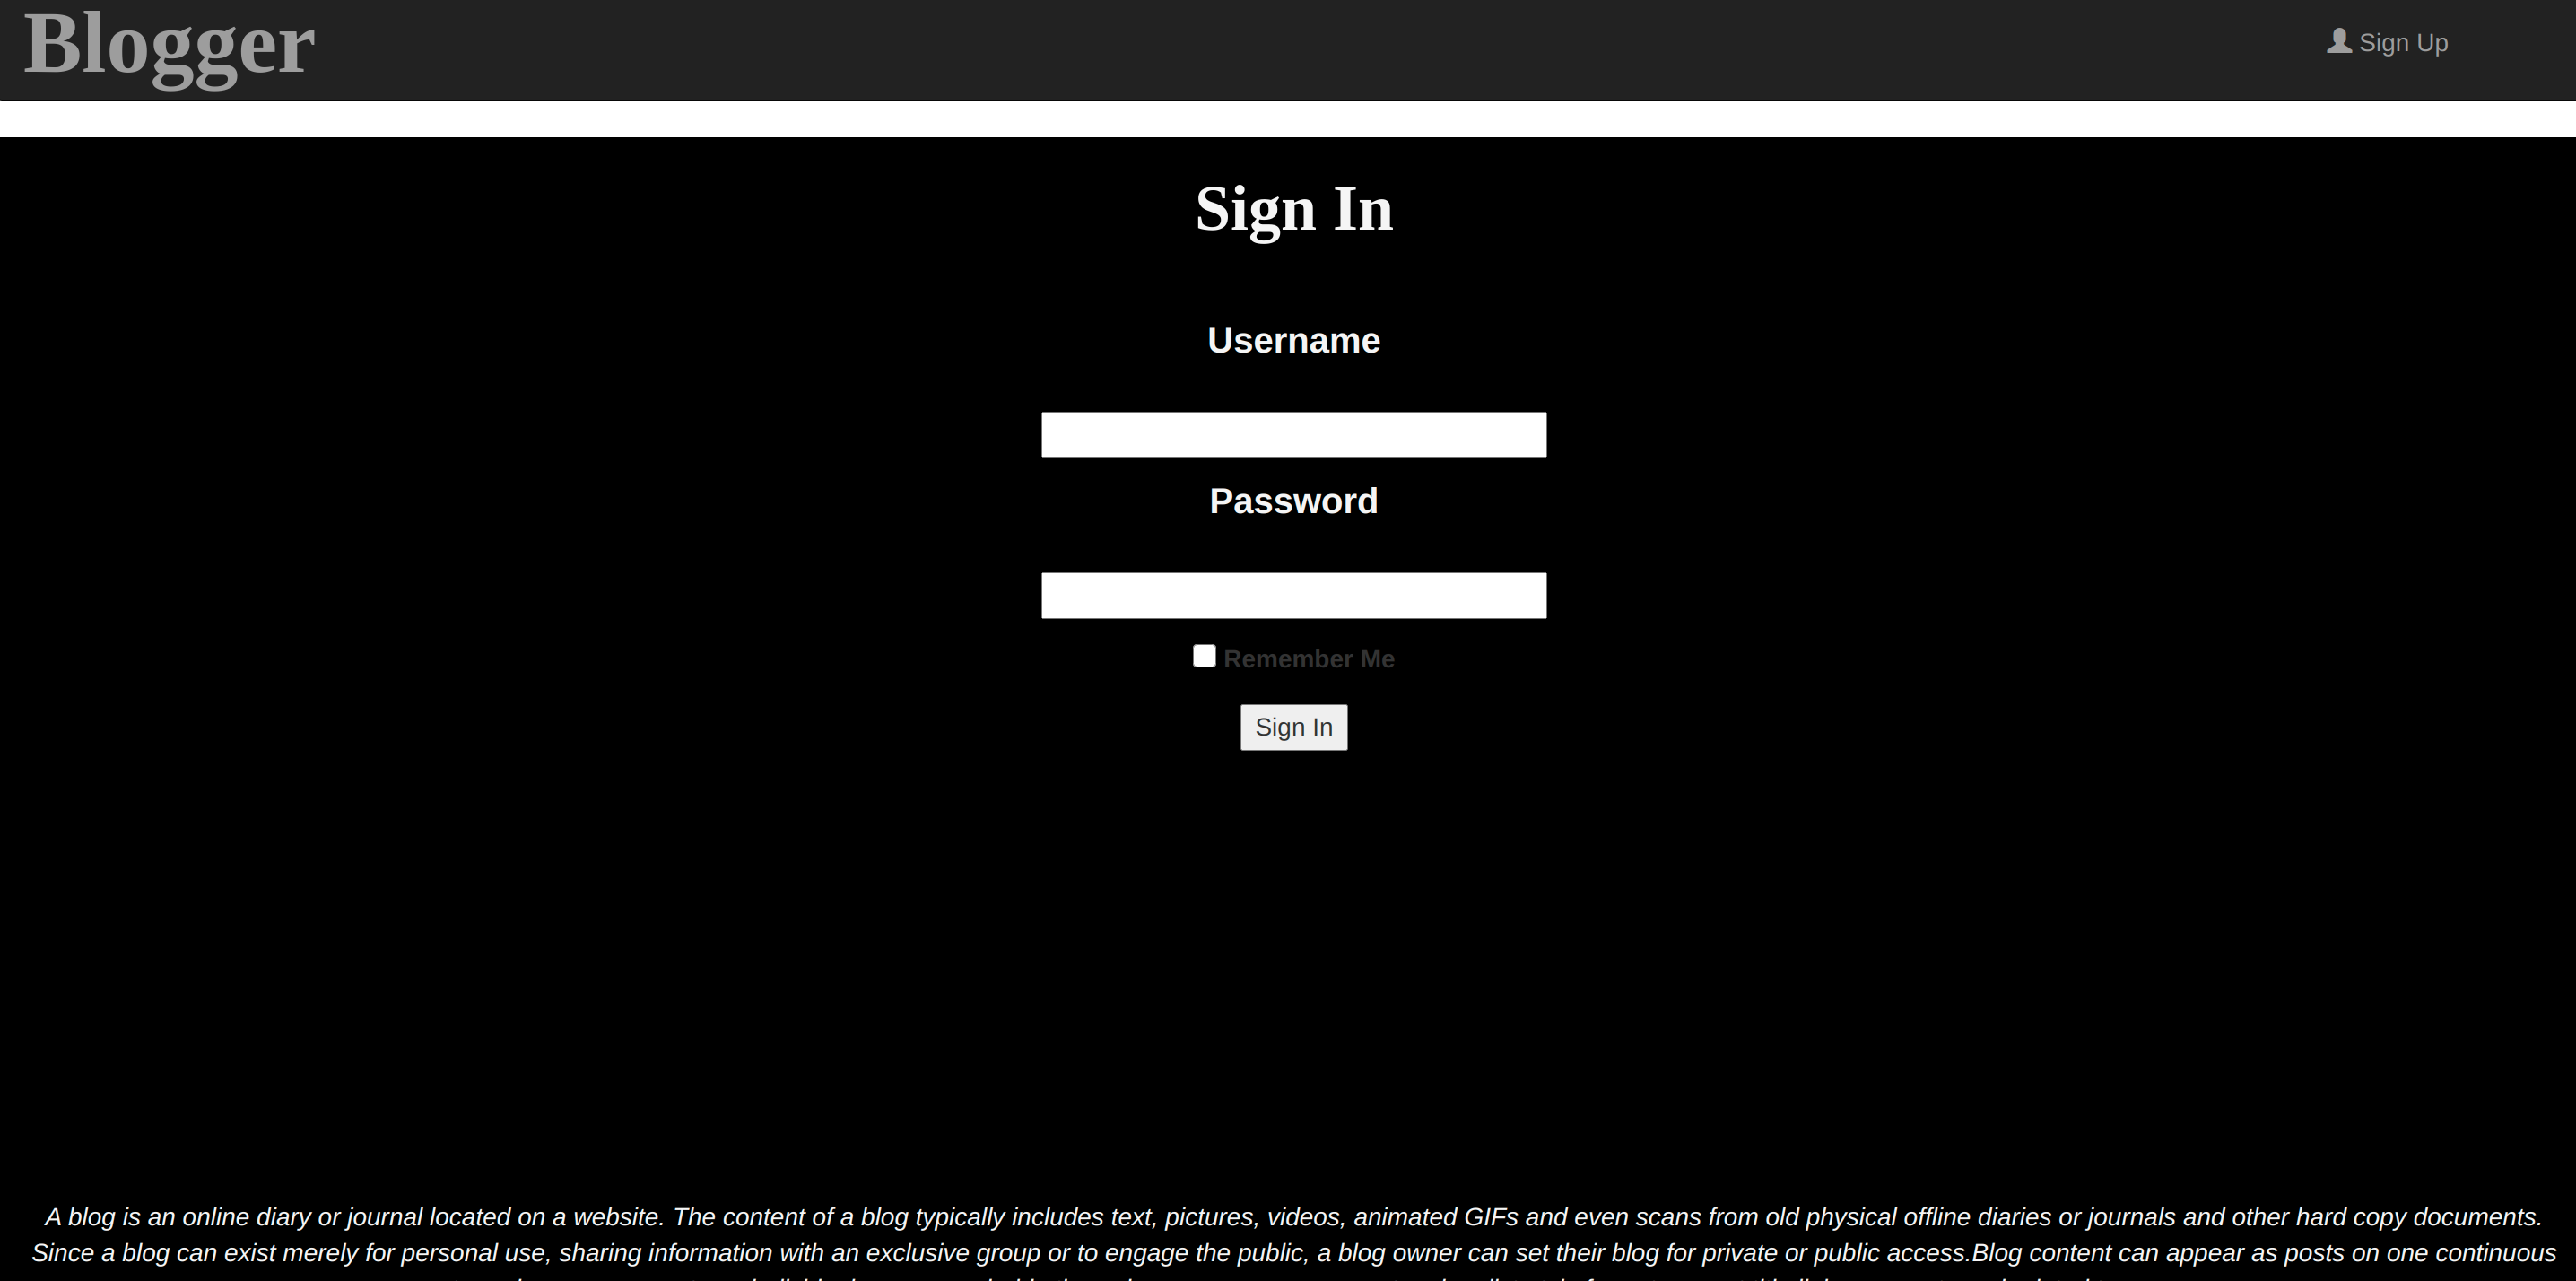 Blogger
Sign Up
Sign In
Username
Password
Remember Me
Sign In
A blog is an online diary or journal located on a website. The content of a blog typically includes text, pictures, videos, animated GIFs and even scans from old physical offline diaries or journals and other hard copy documents.
Since a blog can exist merely for personal use, sharing information with an exclusive group or to engage the public, a blog owner can set their blog for private or public access.Blog content can appear as posts on one continuous